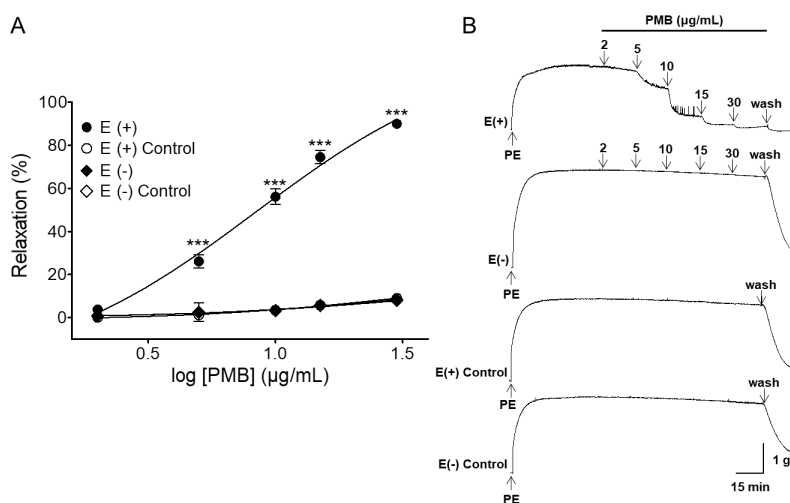 A
100
80
60
40
20
0
Relaxation (%)
E (+)
E (+) Control
E (-)
E (-) Control
***
***
***
***
0.5 1.0 1.5
log [PMB] (µg/mL)
B
PMB (µg/mL)
2 5 10 15 30 wash
E(+)
PE
2 5 10 15 30 wash
E(-)
PE
wash
E(+) Control
PE
wash
E(-) Control
PE
1 g
15 min